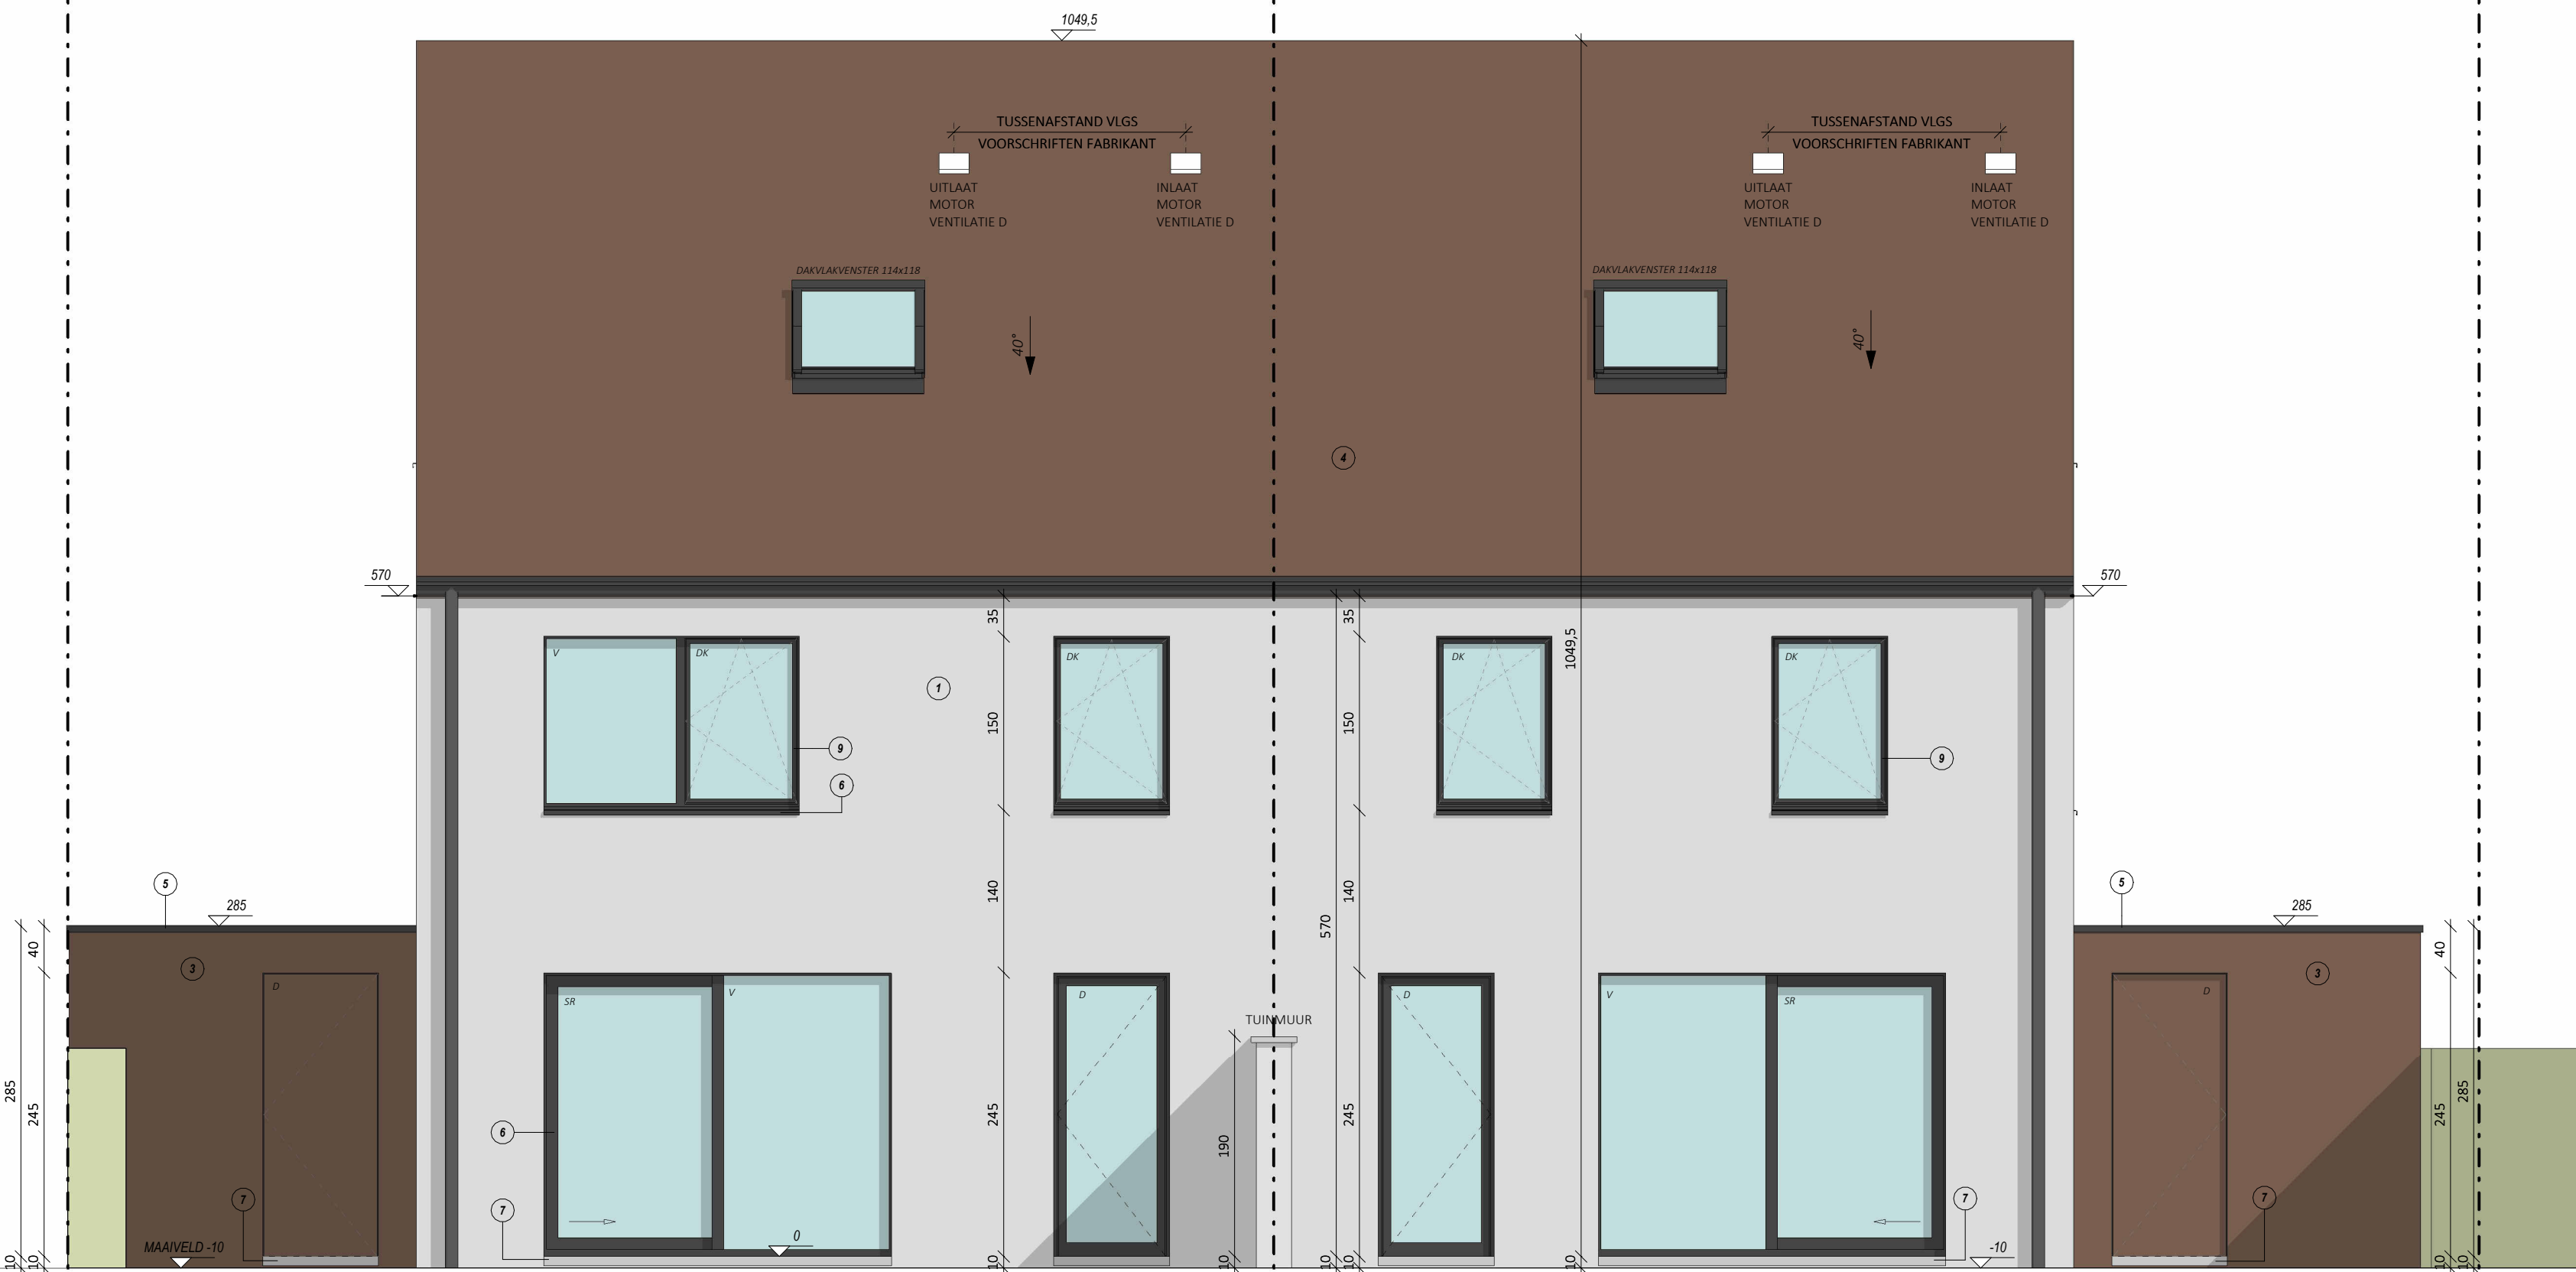 1049,5
TUSSENAFSTAND VLGS
VOORSCHRIFTEN FABRIKANT
UITLAAT
MOTOR
VENTILATIE D
INLAAT
MOTOR
VENTILATIE D
TUSSENAFSTAND VLGS
VOORSCHRIFTEN FABRIKANT
UITLAAT
MOTOR
VENTILATIE D
INLAAT
MOTOR
VENTILATIE D
DAKVLAKVENSTER 114x118
DAKVLAKVENSTER 114x118
40°
40°
4
570
570
35
35
1049,5
V
DK
DK
DK
DK
1
150
150
9
9
6
5
5
140
140
570
285
285
40
40
3
3
D
SR
V
D
D
V
SR
D
TUINMUUR
285
245
245
190
245
245
285
6
7
7
7
7
0
MAAIVELD -10
-10
10
10
10
10
10
10
10
10
10